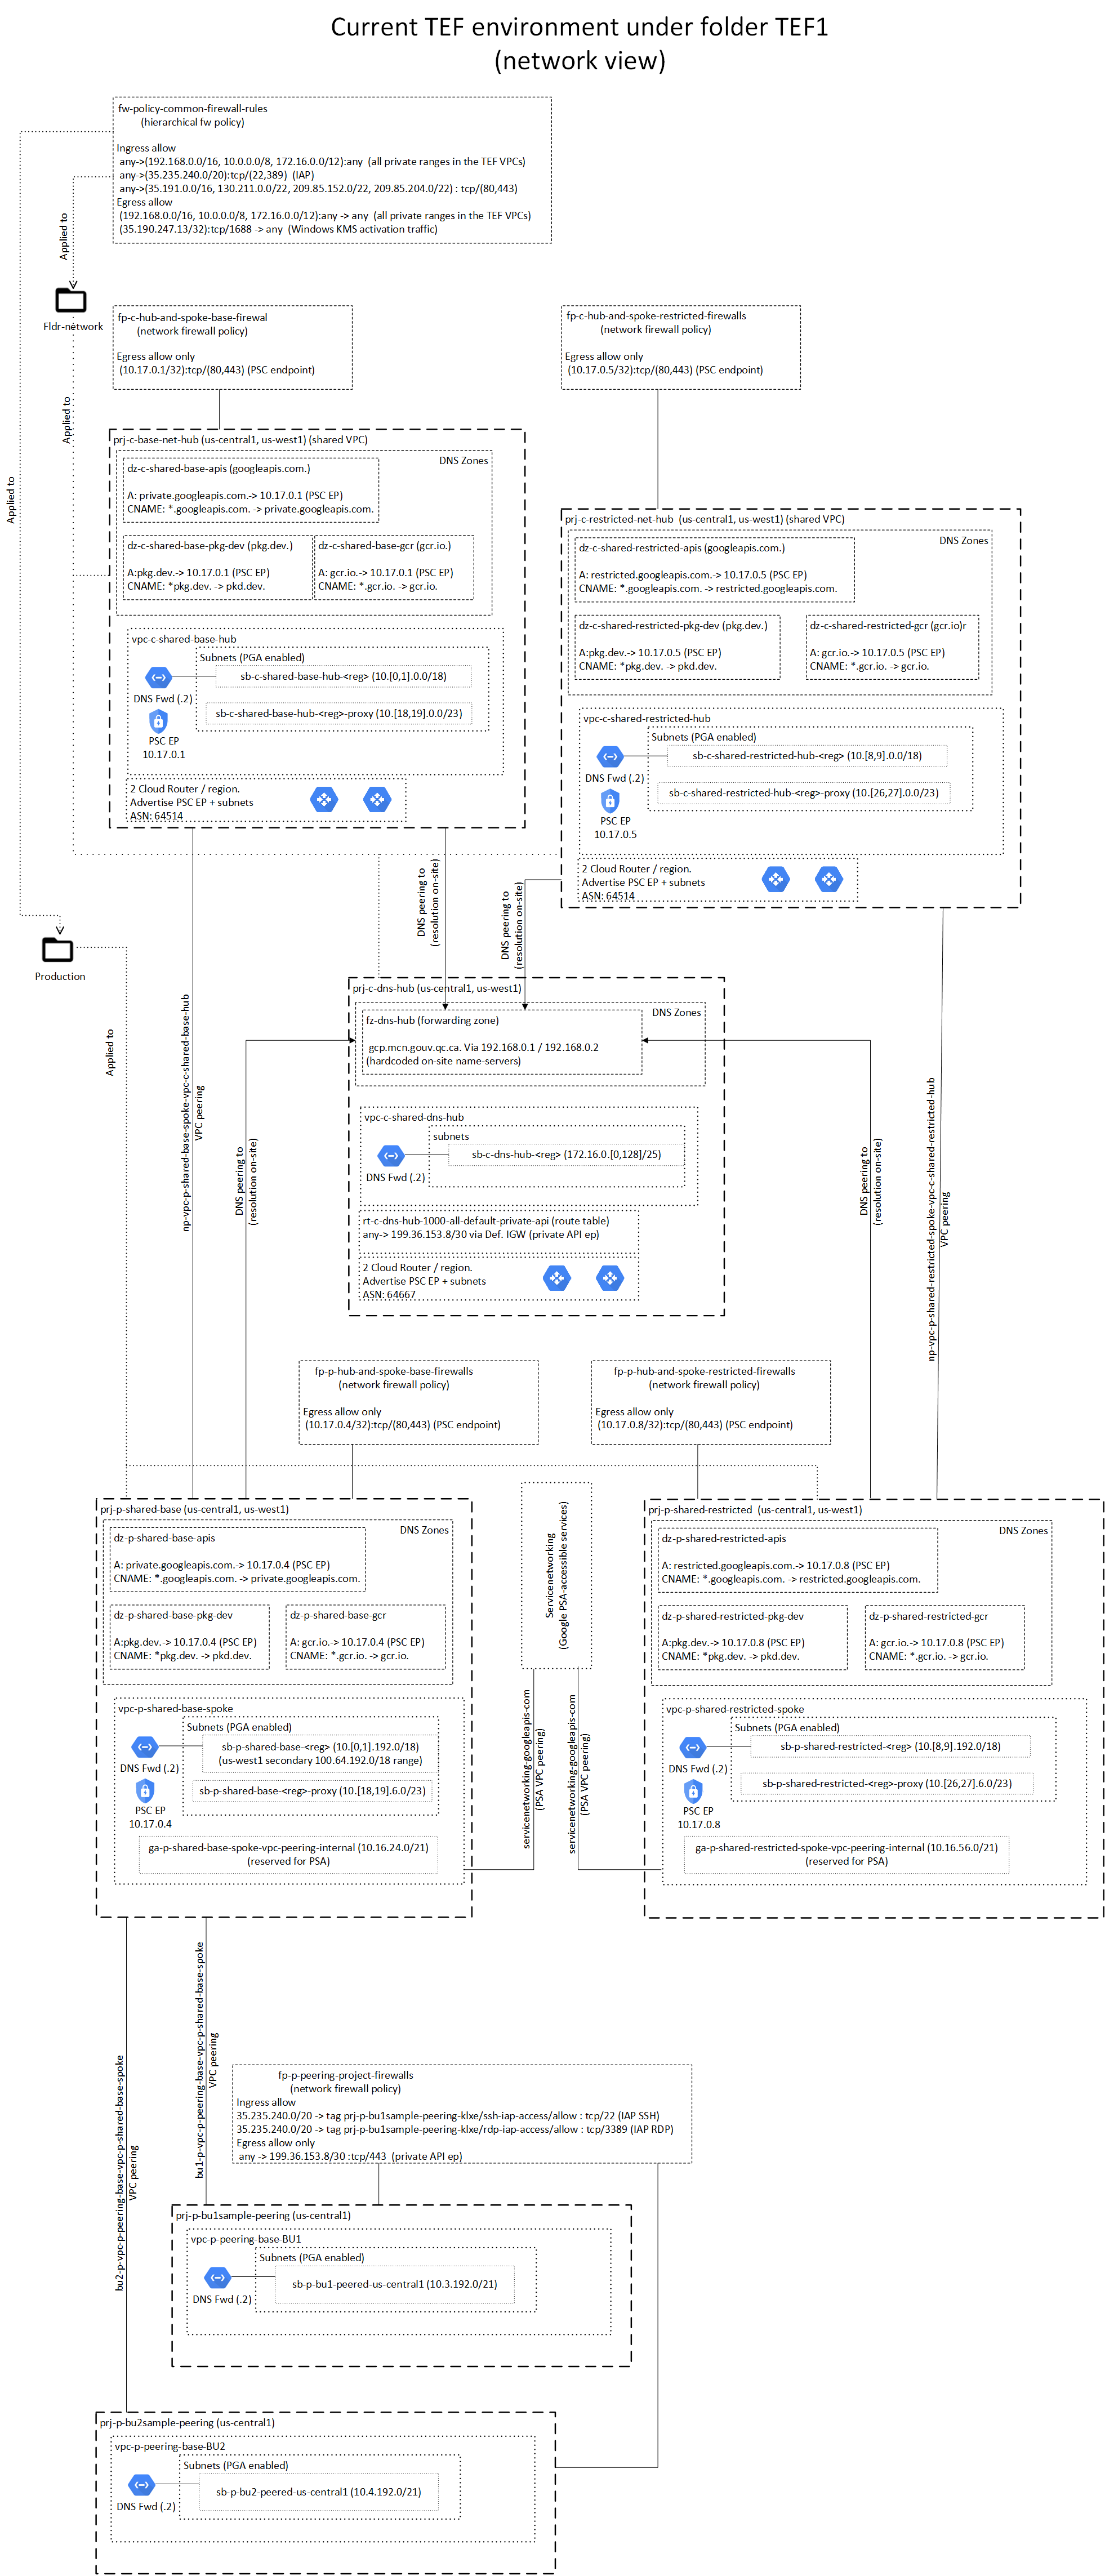 Current TEF environment under folder TEF1
(network view)
fw-policy-common-firewall-rules
(hierarchical fw policy)
Ingress allow
any->(192.168.0.0/16, 10.0.0.0/8, 172.16.0.0/12):any (all private ranges in the TEF VPCs)
any->(35.235.240.0/20):tcp/(22,389) (IAP)
any->(35.191.0.0/16, 130.211.0.0/22, 209.85.152.0/22, 209.85.204.0/22) : tcp/(80,443)
Egress allow
(192.168.0.0/16, 10.0.0.0/8, 172.16.0.0/12):any -> any (all private ranges in the TEF VPCs)
(35.190.247.13/32):tcp/1688 -> any (Windows KMS activation traffic)
Applied to
Fldr-network
Applied to
Applied to
fp-c-hub-and-spoke-base-firewal
(network firewall policy)
Egress allow only
(10.17.0.1/32):tcp/(80,443) (PSC endpoint)
fp-c-hub-and-spoke-restricted-firewalls
(network firewall policy)
Egress allow only
(10.17.0.5/32):tcp/(80,443) (PSC endpoint)
prj-c-base-net-hub (us-central1, us-west1) (shared VPC)
DNS Zones
dz-c-shared-base-apis (googleapis.com.)
A: private.googleapis.com.-> 10.17.0.1 (PSC EP)
CNAME: *.googleapis.com. -> private.googleapis.com.
dz-c-shared-base-pkg-dev (pkg.dev.)
A:pkg.dev.-> 10.17.0.1 (PSC EP)
CNAME: *pkg.dev. -> pkd.dev.
dz-c-shared-base-gcr (gcr.io.)
A: gcr.io.-> 10.17.0.1 (PSC EP)
CNAME: *.gcr.io. -> gcr.io.
vpc-c-shared-base-hub
Subnets (PGA enabled)
sb-c-shared-base-hub-<reg> (10.[0,1].0.0/18)
DNS Fwd (.2)
sb-c-shared-base-hub-<reg>-proxy (10.[18,19].0.0/23)
PSC EP
10.17.0.1
2 Cloud Router / region.
Advertise PSC EP + subnets
ASN: 64514
prj-c-restricted-net-hub (us-central1, us-west1) (shared VPC)
DNS Zones
dz-c-shared-restricted-apis (googleapis.com.)
A: restricted.googleapis.com.-> 10.17.0.5 (PSC EP)
CNAME: *.googleapis.com. -> restricted.googleapis.com.
dz-c-shared-restricted-pkg-dev (pkg.dev.)
A:pkg.dev.-> 10.17.0.5 (PSC EP)
CNAME: *pkg.dev. -> pkd.dev.
dz-c-shared-restricted-gcr (gcr.io)r
A: gcr.io.-> 10.17.0.5 (PSC EP)
CNAME: *.gcr.io. -> gcr.io.
vpc-c-shared-restricted-hub
Subnets (PGA enabled)
sb-c-shared-restricted-hub-<reg> (10.[8,9].0.0/18)
DNS Fwd (.2)
sb-c-shared-restricted-hub-<reg>-proxy (10.[26,27].0.0/23)
PSC EP
10.17.0.5
2 Cloud Router / region.
Advertise PSC EP + subnets
ASN: 64514
DNS peering to
(resolution on-site)
DNS peering to
(resolution on-site)
Production
Applied to
np-vpc-p-shared-base-spoke-vpc-c-shared-base-hub
VPC peering
DNS peering to
(resolution on-site)
prj-c-dns-hub (us-central1, us-west1)
DNS Zones
fz-dns-hub (forwarding zone)
gcp.mcn.gouv.qc.ca. Via 192.168.0.1 / 192.168.0.2
(hardcoded on-site name-servers)
vpc-c-shared-dns-hub
subnets
sb-c-dns-hub-<reg> (172.16.0.[0,128]/25)
DNS Fwd (.2)
rt-c-dns-hub-1000-all-default-private-api (route table)
any-> 199.36.153.8/30 via Def. IGW (private API ep)
2 Cloud Router / region.
Advertise PSC EP + subnets
ASN: 64667
DNS peering to
(resolution on-site)
np-vpc-p-shared-restricted-spoke-vpc-c-shared-restricted-hub
VPC peering
fp-p-hub-and-spoke-base-firewalls
(network firewall policy)
Egress allow only
(10.17.0.4/32):tcp/(80,443) (PSC endpoint)
fp-p-hub-and-spoke-restricted-firewalls
(network firewall policy)
Egress allow only
(10.17.0.8/32):tcp/(80,443) (PSC endpoint)
prj-p-shared-base (us-central1, us-west1)
DNS Zones
dz-p-shared-base-apis
A: private.googleapis.com.-> 10.17.0.4 (PSC EP)
CNAME: *.googleapis.com. -> private.googleapis.com.
dz-p-shared-base-pkg-dev
A:pkg.dev.-> 10.17.0.4 (PSC EP)
CNAME: *pkg.dev. -> pkd.dev.
dz-p-shared-base-gcr
A: gcr.io.-> 10.17.0.4 (PSC EP)
CNAME: *.gcr.io. -> gcr.io.
vpc-p-shared-base-spoke
Subnets (PGA enabled)
sb-p-shared-base-<reg> (10.[0,1].192.0/18)
(us-west1 secondary 100.64.192.0/18 range)
DNS Fwd (.2)
sb-p-shared-base-<reg>-proxy (10.[18,19].6.0/23)
PSC EP
10.17.0.4
ga-p-shared-base-spoke-vpc-peering-internal (10.16.24.0/21)
(reserved for PSA)
Servicenetworking
(Google PSA-accessible services)
servicenetworking-googleapis-com
(PSA VPC peering)
servicenetworking-googleapis-com
(PSA VPC peering)
prj-p-shared-restricted (us-central1, us-west1)
DNS Zones
dz-p-shared-restricted-apis
A: restricted.googleapis.com.-> 10.17.0.8 (PSC EP)
CNAME: *.googleapis.com. -> restricted.googleapis.com.
dz-p-shared-restricted-pkg-dev
A:pkg.dev.-> 10.17.0.8 (PSC EP)
CNAME: *pkg.dev. -> pkd.dev.
dz-p-shared-restricted-gcr
A: gcr.io.-> 10.17.0.8 (PSC EP)
CNAME: *.gcr.io. -> gcr.io.
vpc-p-shared-restricted-spoke
Subnets (PGA enabled)
sb-p-shared-restricted-<reg> (10.[8,9].192.0/18)
DNS Fwd (.2)
sb-p-shared-restricted-<reg>-proxy (10.[26,27].6.0/23)
PSC EP
10.17.0.8
ga-p-shared-restricted-spoke-vpc-peering-internal (10.16.56.0/21)
(reserved for PSA)
bu2-p-vpc-p-peering-base-vpc-p-shared-base-spoke
VPC peering
bu1-p-vpc-p-peering-base-vpc-p-shared-base-spoke
VPC peering
fp-p-peering-project-firewalls
(network firewall policy)
Ingress allow
35.235.240.0/20 -> tag prj-p-bu1sample-peering-klxe/ssh-iap-access/allow : tcp/22 (IAP SSH)
35.235.240.0/20 -> tag prj-p-bu1sample-peering-klxe/rdp-iap-access/allow : tcp/3389 (IAP RDP)
Egress allow only
any -> 199.36.153.8/30 :tcp/443 (private API ep)
prj-p-bu1sample-peering (us-central1)
vpc-p-peering-base-BU1
Subnets (PGA enabled)
sb-p-bu1-peered-us-central1 (10.3.192.0/21)
DNS Fwd (.2)
prj-p-bu2sample-peering (us-central1)
vpc-p-peering-base-BU2
Subnets (PGA enabled)
sb-p-bu2-peered-us-central1 (10.4.192.0/21)
DNS Fwd (.2)